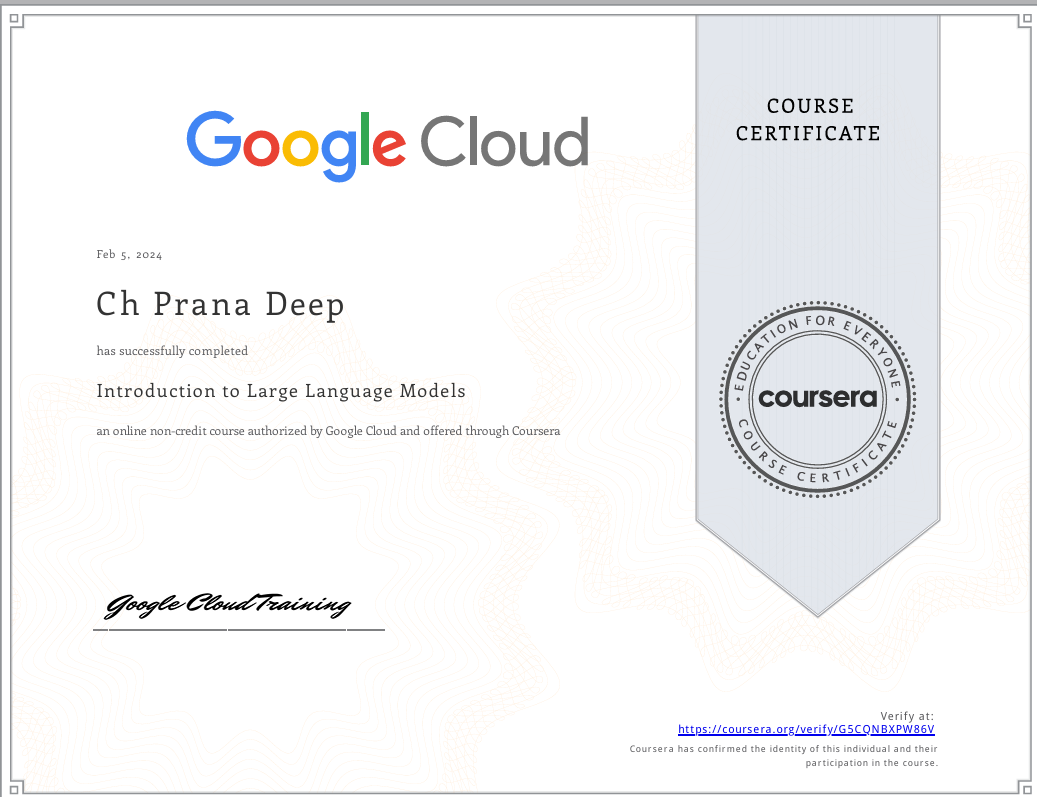 Google Cloud
COURSE
CERTIFICATE
Feb 5, 2024
Ch Prana Deep
has successfully completed
Introduction to Large Language Models
an online non-credit course authorized by Google Cloud and offered through Coursera
EDUCATION FOR EVERYONE
coursera
COURSE CERTIFICATE
Google Cloud Training
Verify at:
https://coursera.org/verify/G5CQNBXPW86V
Coursera has confirmed the identity of this individual and their
participation in the course.